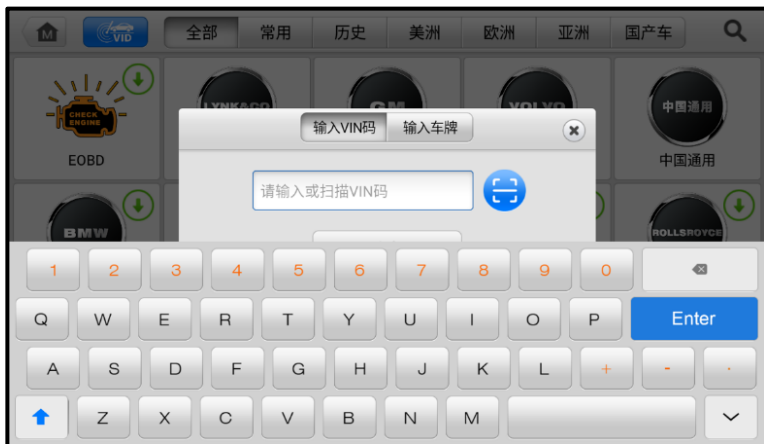 M VID 全部 常用 历史 美洲 欧洲 亚洲 国产车
CHECK ENGINE
LYNK&CO GM VOLVO 中国通用
EOBD 中国通用
输入VIN码 输入车牌
请输入或扫描VIN码
BMW ROLLSROYCE
1 2 3 4 5 6 7 8 9 0
Q W E R T Y U I O P Enter
A S D F G H J K L + - .
Z X C V B N M